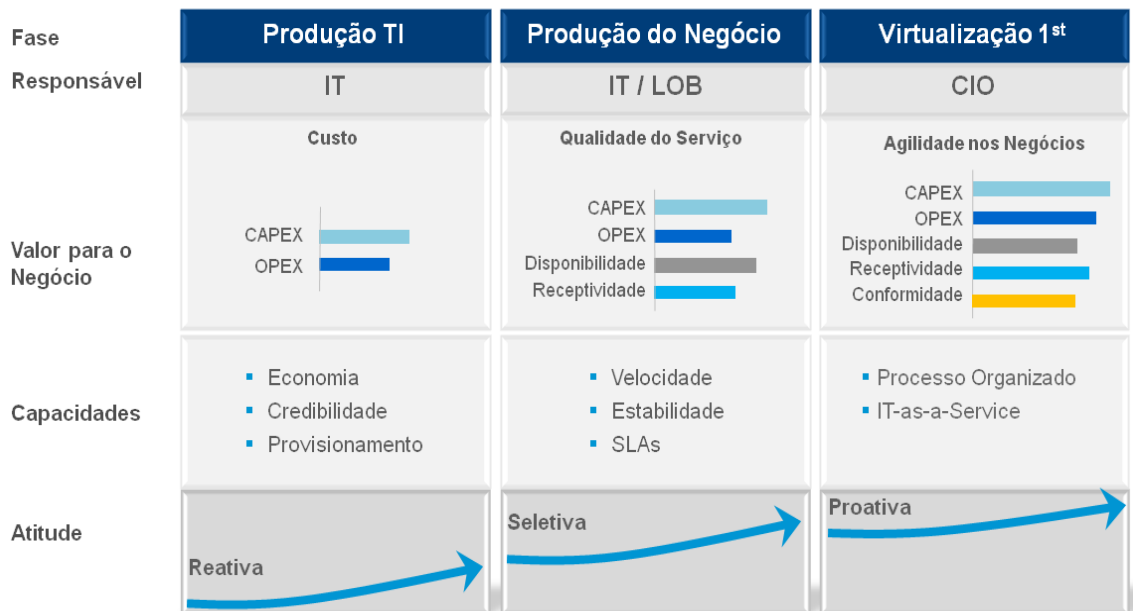 Fase
Produção TI
Produção do Negócio
Virtualização 1st
Responsável
IT
IT / LOB
CIO
Valor para o
Negócio
Custo
CAPEX
OPEX
Qualidade do Serviço
CAPEX
OPEX
Disponibilidade
Receptividade
Agilidade nos Negócios
CAPEX
OPEX
Disponibilidade
Receptividade
Conformidade
Capacidades
▪ Economia
▪ Credibilidade
▪ Provisionamento
▪ Velocidade
▪ Estabilidade
▪ SLAs
▪ Processo Organizado
▪ IT-as-a-Service
Atitude
Reativa
Seletiva
Proativa